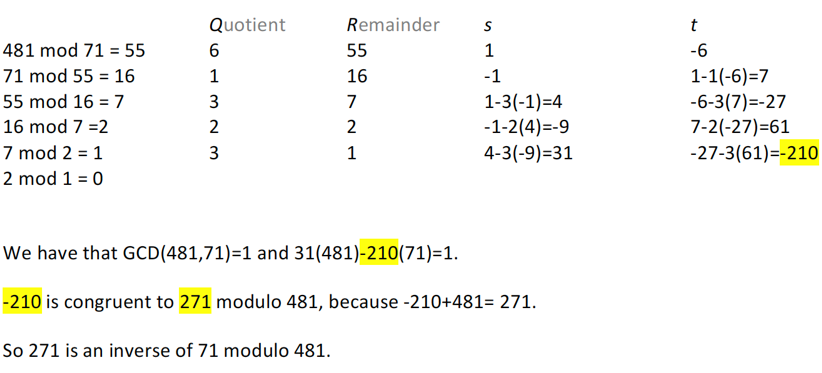 Quotient Remainder s t
481 mod 71 = 55 6 55 1 -6
71 mod 55 = 16 1 16 -1 1-1(-6)=7
55 mod 16 = 7 3 7 1-3(-1)=4 -6-3(7)=-27
16 mod 7 =2 2 2 -1-2(4)=-9 7-2(-27)=61
7 mod 2 = 1 3 1 4-3(-9)=31 -27-3(61)=-210
2 mod 1 = 0
We have that GCD(481,71)=1 and 31(481)-210(71)=1.
-210 is congruent to 271 modulo 481, because -210+481= 271.
So 271 is an inverse of 71 modulo 481.